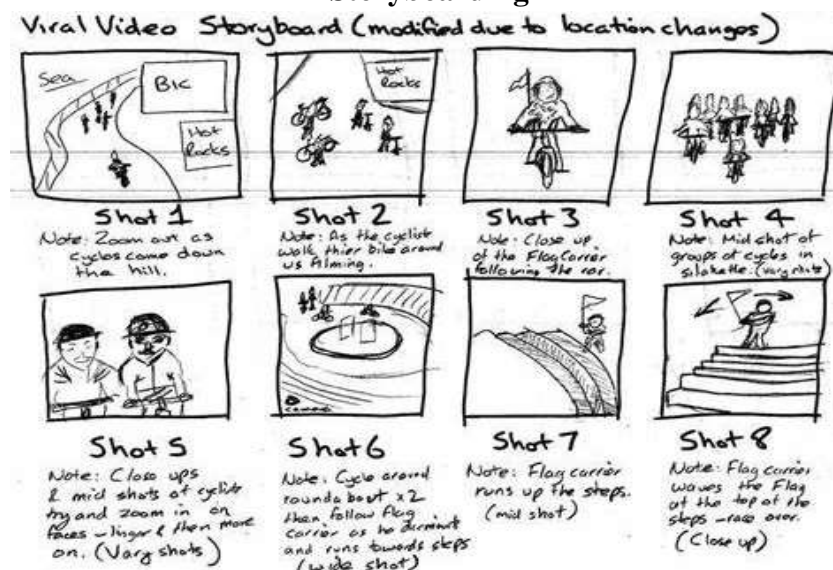 Storyboarding
Viral Video Storyboard (modified due to location changes)
Sea
BIC
Hot
Rocks
Hot
Rocks
Shot 1
Note: Zoom out as
cycles come down
the hill.
Shot 2
Note: As the cyclist
walk thier bike around
us filming.
Shot 3
Note: Close up
of the Flag Carrier
following the car.
Shot 4
Note: Mid shot of
groups of cycles in
(vary shots)
camera
Shot 5
Note: Close ups
& mid shots of cyclists
try and zoom in on
faces - linger & then move
on. (Vary shots)
Shot 6
Note: Cycle around
roundabout x2
then follow flag
carrier as he
and runs towards steps
(wide shot)
Shot 7
Note: Flag carrier
runs up the steps.
(mid shot)
Shot 8
Note: Flag carrier
waves the Flag
at the top of the
steps - race over.
(Close up)